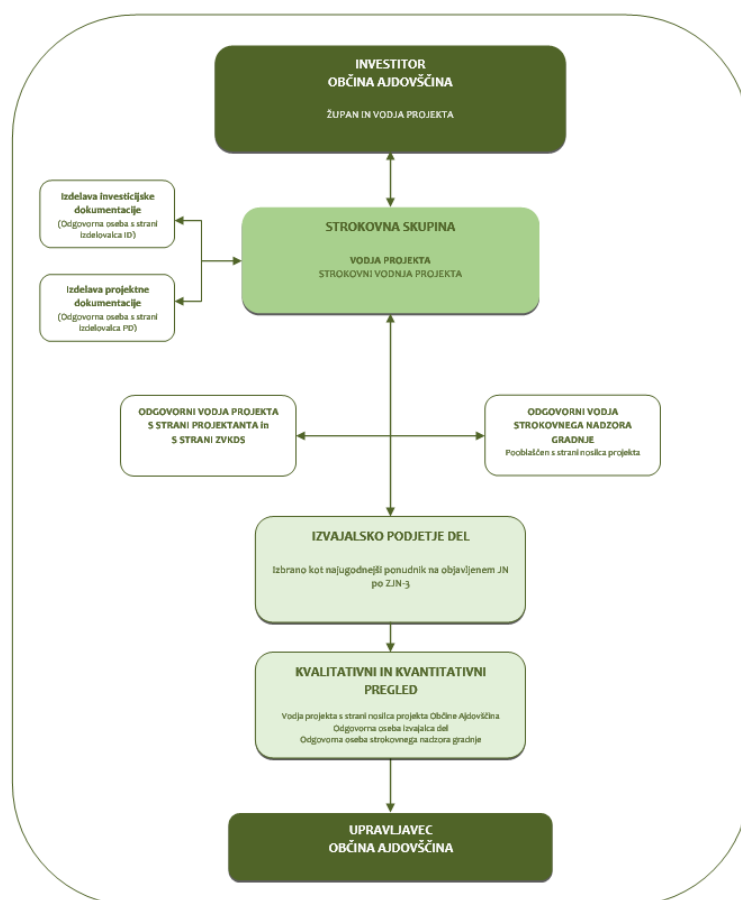 INVESTITOR
OBČINA AJDOVŠČINA
ŽUPAN IN VODJA PROJEKTA
Izdelava investicijske
dokumentacije
(Odgovorna oseba s strani
izdelovalca ID)
STROKOVNA SKUPINA
VODJA PROJEKTA
STROKOVNI VODNJA PROJEKTA
Izdelava projektne
dokumentacije
(Odgovorna oseba s strani
izdelovalca PD)
ODGOVORNI VODJA PROJEKTA
S STRANI PROJEKTANTA in
S STRANI ZVKDS
ODGOVORNI VODJA
STROKOVNEGA NADZORA
GRADNJE
Pooblaščen s strani nosilca projekta
IZVAJALSKO PODJETJE DEL
Izbrano kot najugodnejši ponudnik na objavljenem JN
po ZJN-3
KVALITATIVNI IN KVANTITATIVNI
PREGLED
Vodja projekta s strani nosilca projekta Občine Ajdovščina
Odgovorna oseba izvajalca del
Odgovorna oseba strokovnega nadzora gradnje
UPRAVLJAVEC
OBČINA AJDOVŠČINA